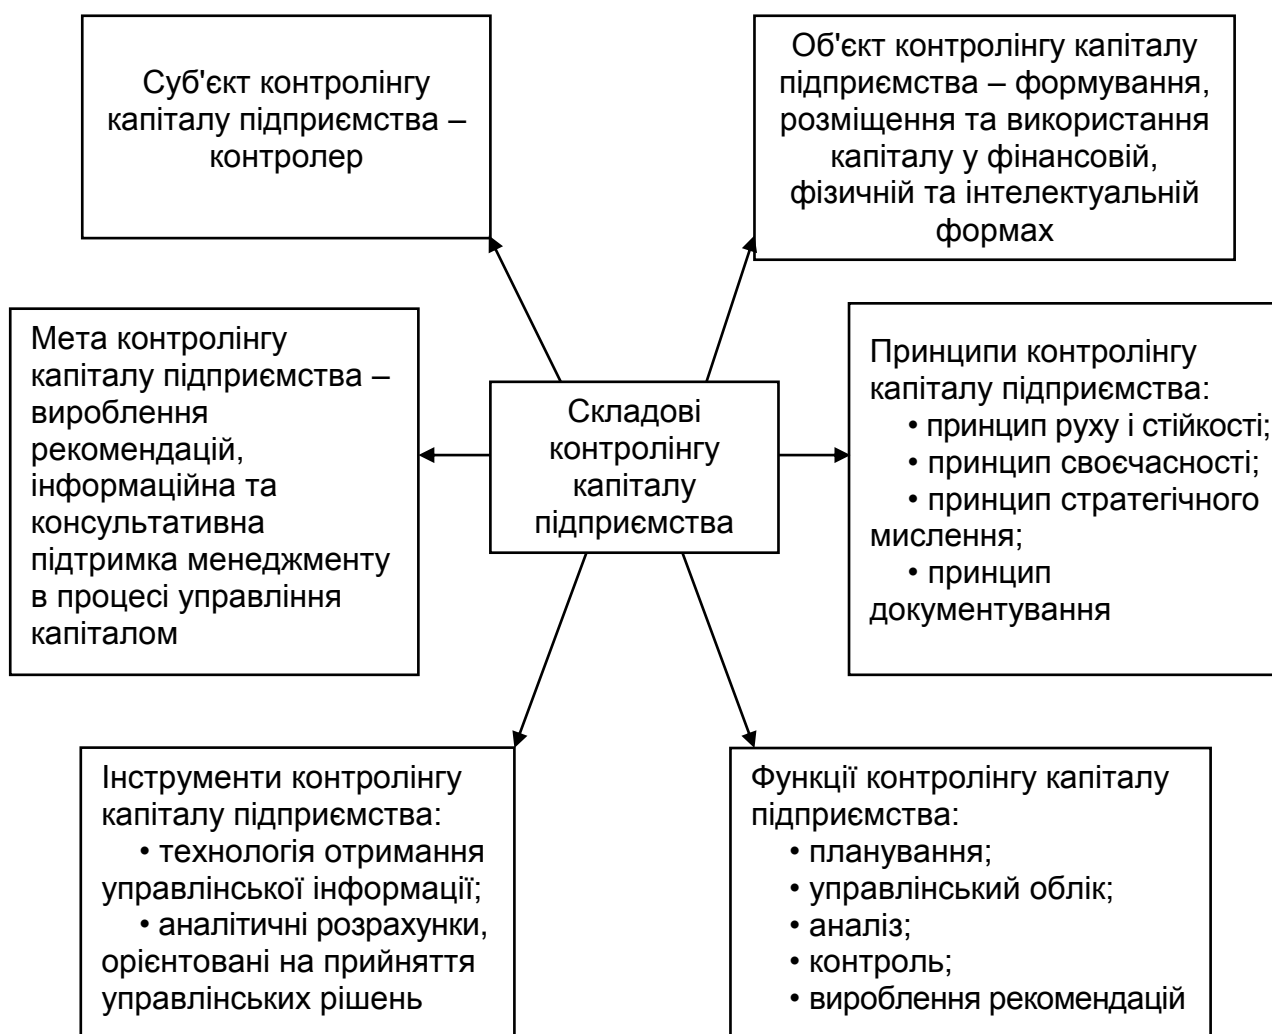 Суб'єкт контролінгу
капіталу підприємства –
контролер
Об'єкт контролінгу капіталу
підприємства – формування,
розміщення та використання
капіталу у фінансовій,
фізичній та інтелектуальній
формах
Мета контролінгу
капіталу підприємства –
вироблення
рекомендацій,
інформаційна та
консультативна
підтримка менеджменту
в процесі управління
капіталом
Складові
контролінгу
капіталу
підприємства
Принципи контролінгу
капіталу підприємства:
• принцип руху і стійкості;
• принцип своєчасності;
• принцип стратегічного
мислення;
• принцип
документування
Інструменти контролінгу
капіталу підприємства:
• технологія отримання
управлінської інформації;
• аналітичні розрахунки,
орієнтовані на прийняття
управлінських рішень
Функції контролінгу капіталу
підприємства:
• планування;
• управлінський облік;
• аналіз;
• контроль;
• вироблення рекомендацій